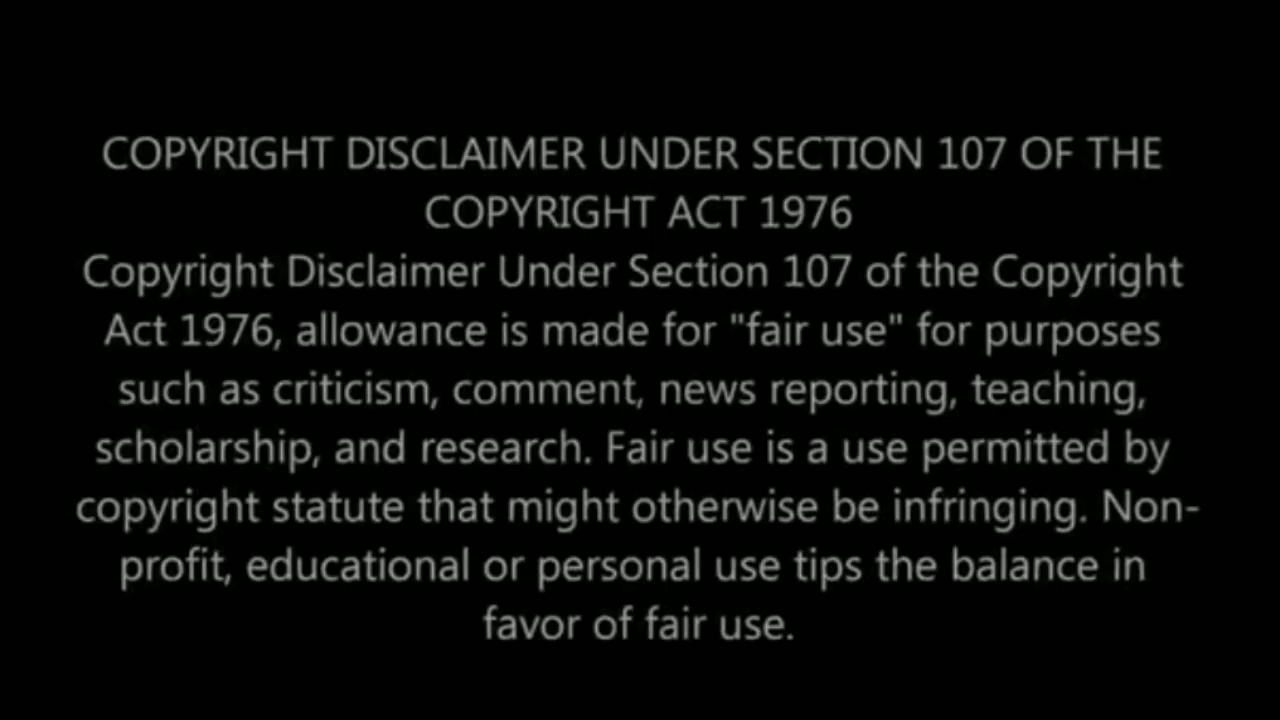 COPYRIGHT DISCLAIMER UNDER SECTION 107 OF THE
COPYRIGHT ACT 1976
Copyright Disclaimer Under Section 107 of the Copyright
Act 1976, allowance is made for "fair use" for purposes
such as criticism, comment, news reporting, teaching,
scholarship, and research. Fair use is a use permitted by
copyright statute that might otherwise be infringing. Non-
profit, educational or personal use tips the balance in
favor of fair use.